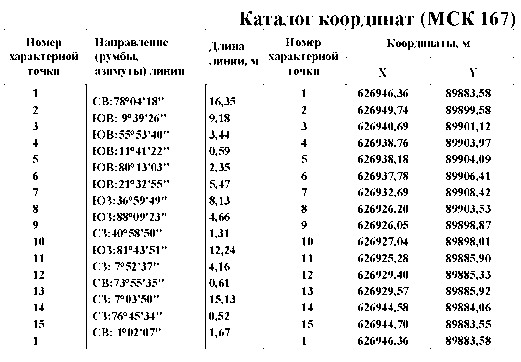 Каталог координат (МСК 167)
Номер Направление Длина Номер Координаты, м
характерной (румбы, линии, м характерной
точки азимуты) линии точки X Y
1 1 626946,36 89883,58
СВ:78°04'18" 16,35
2 2 626949,74 89899,58
ЮВ: 9°39'26" 9,18
3 3 626940,69 89901,12
ЮВ:55°53'40" 3,44
4 4 626938,76 89903,97
ЮВ:11°41'22" 0,59
5 5 626938,18 89904,09
ЮВ:80°13'03" 2,35
6 6 626937,78 89906,41
ЮВ:21°32'55" 5,47
7 7 626932,69 89908,42
ЮЗ:36°59'49" 8,13
8 8 626926,20 89903,53
ЮЗ:88°09'23" 4,66
9 9 626926,05 89898,87
СЗ:40°58'50" 1,31
10 10 626927,04 89898,01
ЮЗ:81°43'51" 12,24
11 11 626925,28 89885,90
СЗ: 7°52'37" 4,16
12 12 626929,40 89885,33
СВ:73°55'35" 0,61
13 13 626929,57 89885,92
СЗ: 7°03'50" 15,13
14 14 626944,58 89884,06
СЗ:76°45'34" 0,52
15 15 626944,70 89883,55
СВ: 1°02'07" 1,67
1 1 626946,36 89883,58